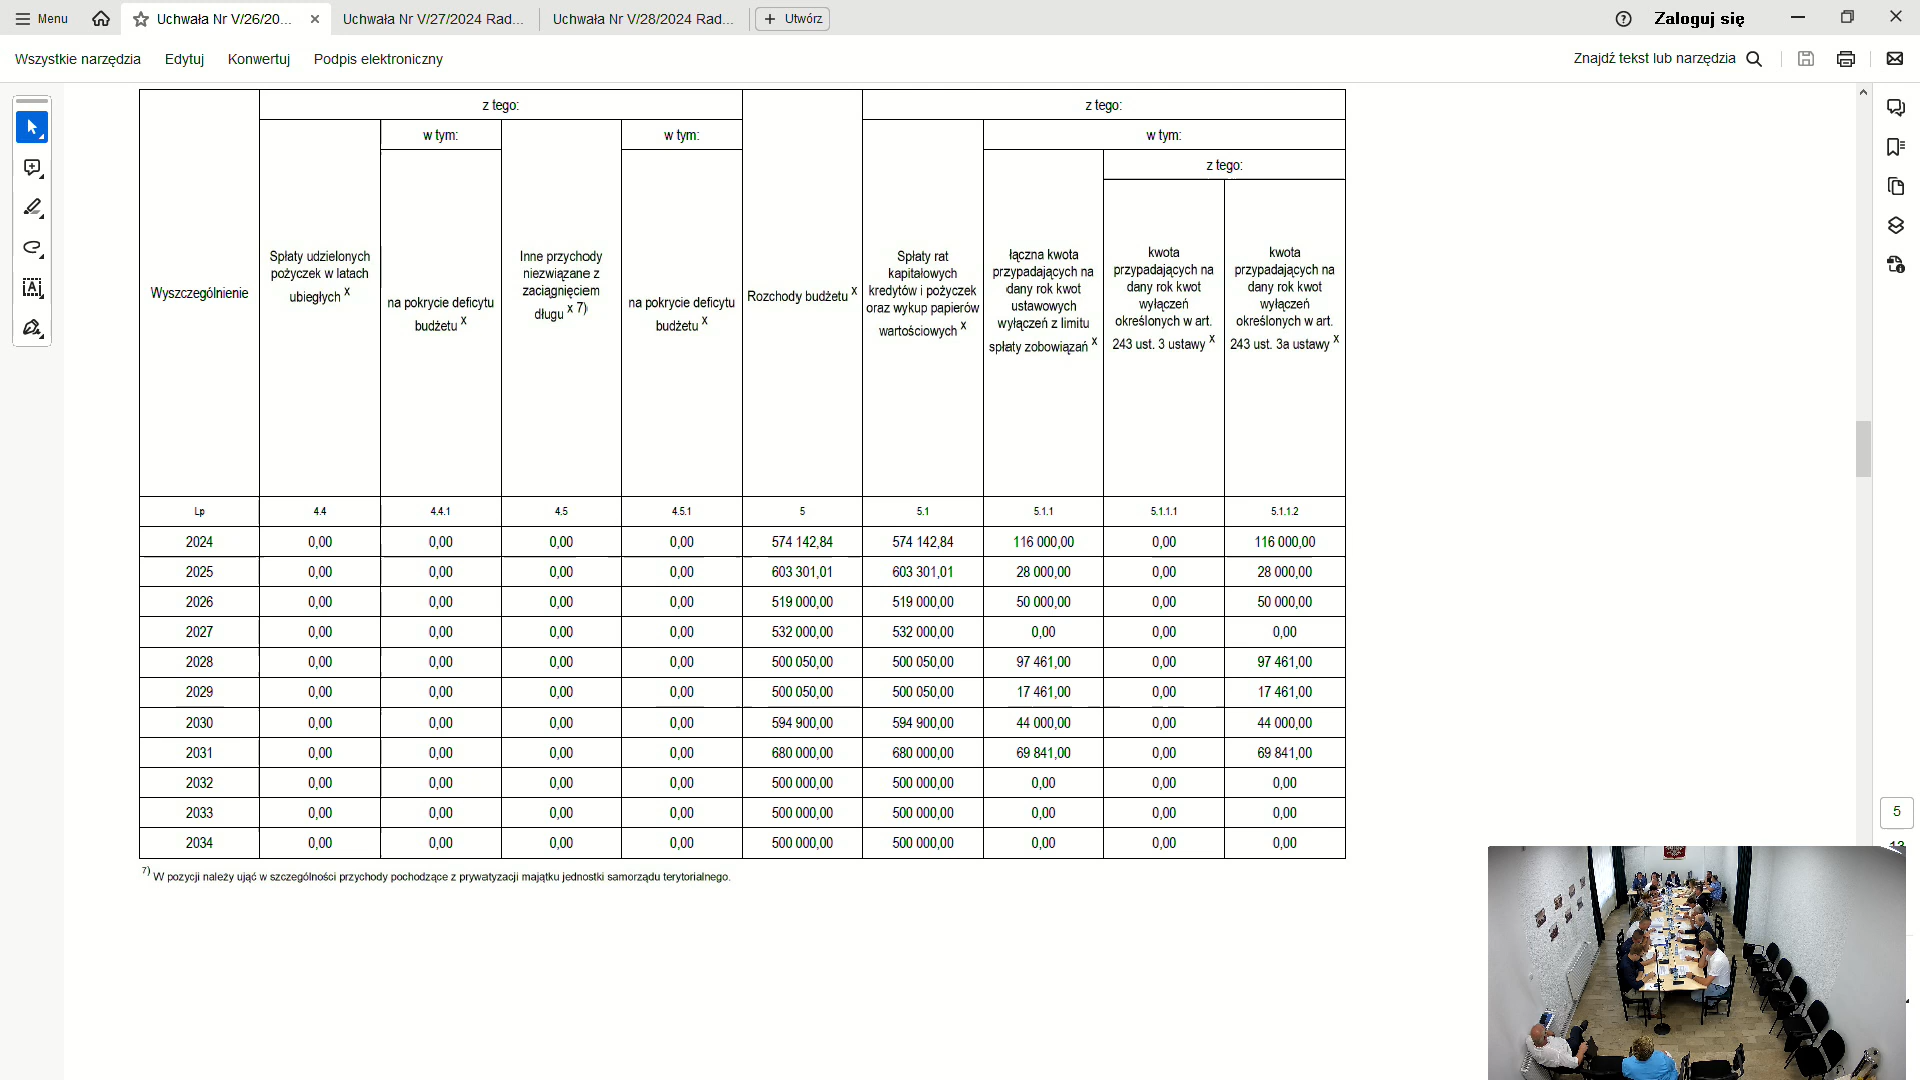 Menu
Uchwała Nr V/26/20...
Uchwała Nr V/27/2024 Rad...
Uchwała Nr V/28/2024 Rad...
Utwórz
Zaloguj się
Wszystkie narzędzia
Edytuj
Konwertuj
Podpis elektroniczny
Znajdź tekst lub narzędzia
z tego:
z tego:
w tym:
w tym:
w tym:
z tego:
Wyszczególnienie
Spłaty udzielonych
pożyczek w latach
ubiegłych x
na pokrycie deficytu
budżetu x
Inne przychody
niezwiązane z
zaciągnięciem
długu x 7)
na pokrycie deficytu
budżetu x
Rozchody budżetu x
Spłaty rat
kapitałowych
kredytów i pożyczek
oraz wykup papierów
wartościowych x
łączna kwota
przypadających na
dany rok kwot
ustawowych
wyłączeń z limitu
spłaty zobowiązań x
kwota
przypadających na
dany rok kwot
wyłączeń
określonych w art.
243 ust. 3 ustawy x
kwota
przypadających na
dany rok kwot
wyłączeń
określonych w art.
243 ust. 3a ustawy x
Lp 4.4 4.4.1 4.5 4.5.1 5 5.1 5.1.1 5.1.1.1 5.1.1.2
2024 0,00 0,00 0,00 0,00 574 142,84 574 142,84 116 000,00 0,00 116 000,00
2025 0,00 0,00 0,00 0,00 603 301,01 603 301,01 28 000,00 0,00 28 000,00
2026 0,00 0,00 0,00 0,00 519 000,00 519 000,00 50 000,00 0,00 50 000,00
2027 0,00 0,00 0,00 0,00 532 000,00 532 000,00 0,00 0,00 0,00
2028 0,00 0,00 0,00 0,00 500 050,00 500 050,00 97 461,00 0,00 97 461,00
2029 0,00 0,00 0,00 0,00 500 050,00 500 050,00 17 461,00 0,00 17 461,00
2030 0,00 0,00 0,00 0,00 594 900,00 594 900,00 44 000,00 0,00 44 000,00
2031 0,00 0,00 0,00 0,00 680 000,00 680 000,00 69 841,00 0,00 69 841,00
2032 0,00 0,00 0,00 0,00 500 000,00 500 000,00 0,00 0,00 0,00
2033 0,00 0,00 0,00 0,00 500 000,00 500 000,00 0,00 0,00 0,00
2034 0,00 0,00 0,00 0,00 500 000,00 500 000,00 0,00 0,00 0,00
7) W pozycji należy ująć w szczególności przychody pochodzące z prywatyzacji majątku jednostki samorządu terytorialnego.
5